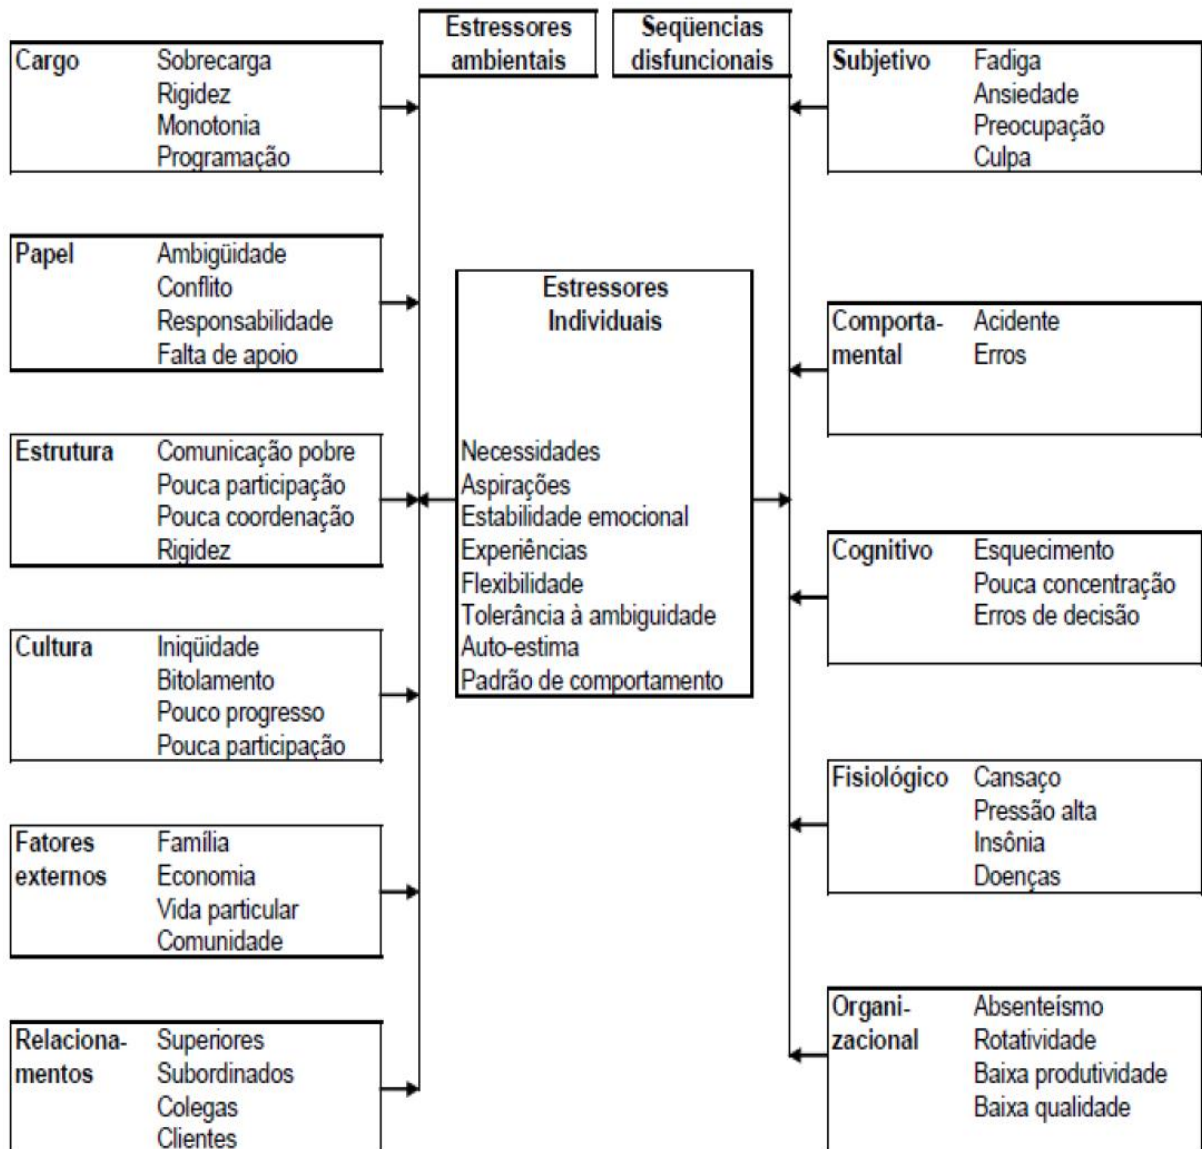 Estressores
ambientais
Seqüencias
disfuncionais
Cargo Sobrecarga
Rigidez
Monotonia
Programação
Papel Ambigüidade
Conflito
Responsabilidade
Falta de apoio
Estrutura Comunicação pobre
Pouca participação
Pouca coordenação
Rigidez
Cultura Iniqüidade
Bitolamento
Pouco progresso
Pouca participação
Fatores Família
externos Economia
Vida particular
Comunidade
Relaciona- Superiores
mentos Subordinados
Colegas
Clientes
Estressores
Individuais
Necessidades
Aspirações
Estabilidade emocional
Experiências
Flexibilidade
Tolerância à ambiguidade
Auto-estima
Padrão de comportamento
Subjetivo Fadiga
Ansiedade
Preocupação
Culpa
Comporta- Acidente
mental Erros
Cognitivo Esquecimento
Pouca concentração
Erros de decisão
Fisiológico Cansaço
Pressão alta
Insônia
Doenças
Organi- Absenteísmo
zacional Rotatividade
Baixa produtividade
Baixa qualidade